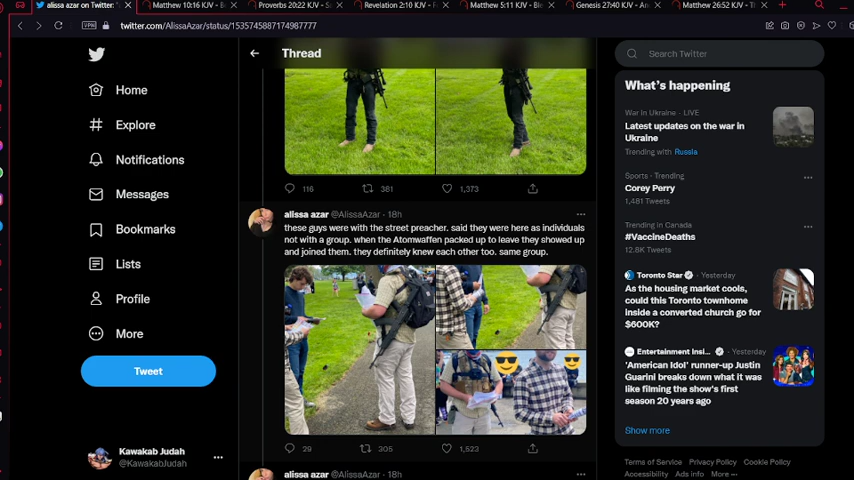 alissa azar on Twitter: "
Matthew 10:16 KJV - B
Proverbs 20:22 KJV - S
Revelation 2:10 KJV - F
Matthew 5:11 KJV - Ble
Genesis 27:40 KJV - An
Matthew 26:52 KJV - T
VPN
twitter.com/AlissaAzar/status/1535745887174987777
Thread
Search Twitter
Home
Explore
Notifications
Messages
Bookmarks
Lists
Profile
More
Tweet
Kawakab Judah
@KawakabJudah
116
381
1,373
alissa azar @AlissaAzar · 18h
these guys were with the street preacher. said they were here as individuals
not with a group. when the Atomwaffen packed up to leave they showed up
and joined them. they definitely knew each other too. same group.
29
305
1,523
alissa azar @AlissaAzar · 18h
What's happening
War in Ukraine · LIVE
Latest updates on the war in
Ukraine
Trending with Russia
Sports · Trending
Corey Perry
1,481 Tweets
Trending in Canada
#VaccineDeaths
12.8K Tweets
Toronto Star · Yesterday
As the housing market cools,
could this Toronto townhome
inside a converted church go for
$600K?
Entertainment Insi... · Yesterday
'American Idol' runner-up Justin
Guarini breaks down what it was
like filming the show's first
season 20 years ago
Show more
Terms of Service Privacy Policy Cookie Policy
Accessibility Ads info More ···